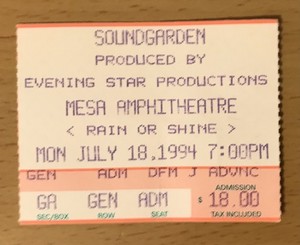 SOUNDGARDEN
PRODUCED BY
EVENING STAR PRODUCTIONS
MESA AMPHITHEATRE
< RAIN OR SHINE >
MON JULY 18,1994 7:00PM
GEN ADM DFM J ADVNC
GA GEN ADM
ADMISSION
$ 18.00
SEC/BOX ROW SEAT TAX INCLUDED